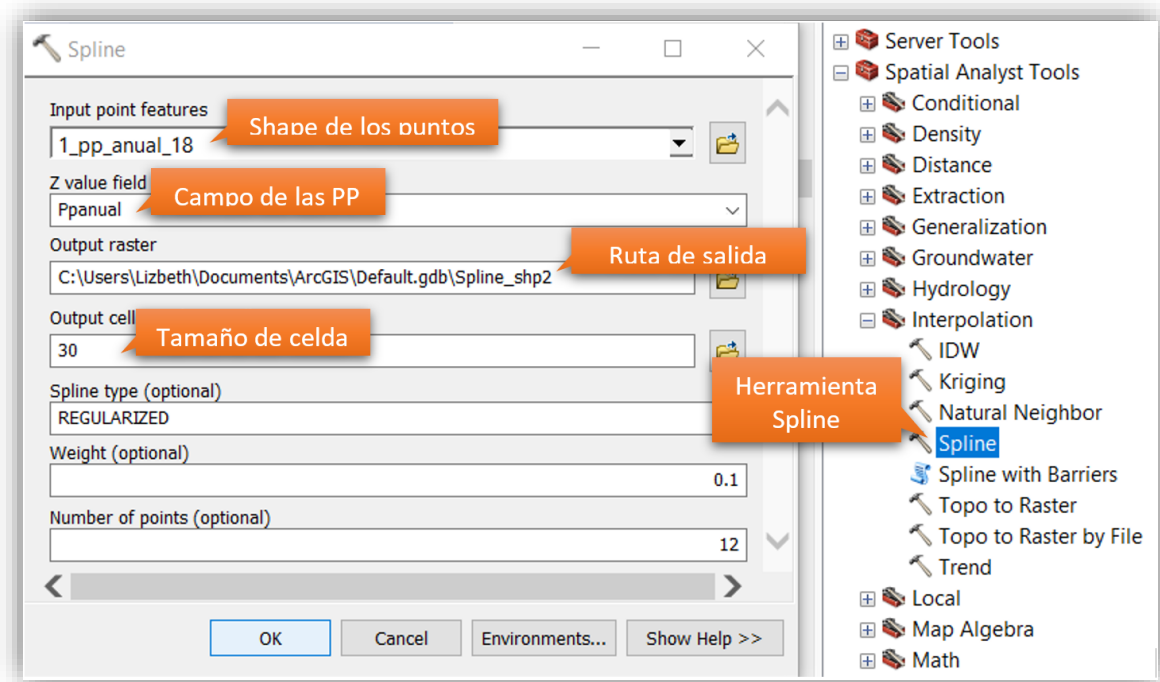 Spline
Input point features
Shape de los puntos
1_pp_anual_18
Z value field
Campo de las PP
Ppanual
Output raster
Ruta de salida
C:\Users\Lizbeth\Documents\ArcGIS\Default.gdb\Spline_shp2
Output cell
Tamaño de celda
30
Spline type (optional)
REGULARIZED
Weight (optional)
0.1
Number of points (optional)
12
OK
Cancel
Environments...
Show Help >>
Server Tools
Spatial Analyst Tools
Conditional
Density
Distance
Extraction
Generalization
Groundwater
Hydrology
Interpolation
IDW
Kriging
Natural Neighbor
Herramienta
Spline
Spline
Spline with Barriers
Topo to Raster
Topo to Raster by File
Trend
Local
Map Algebra
Math